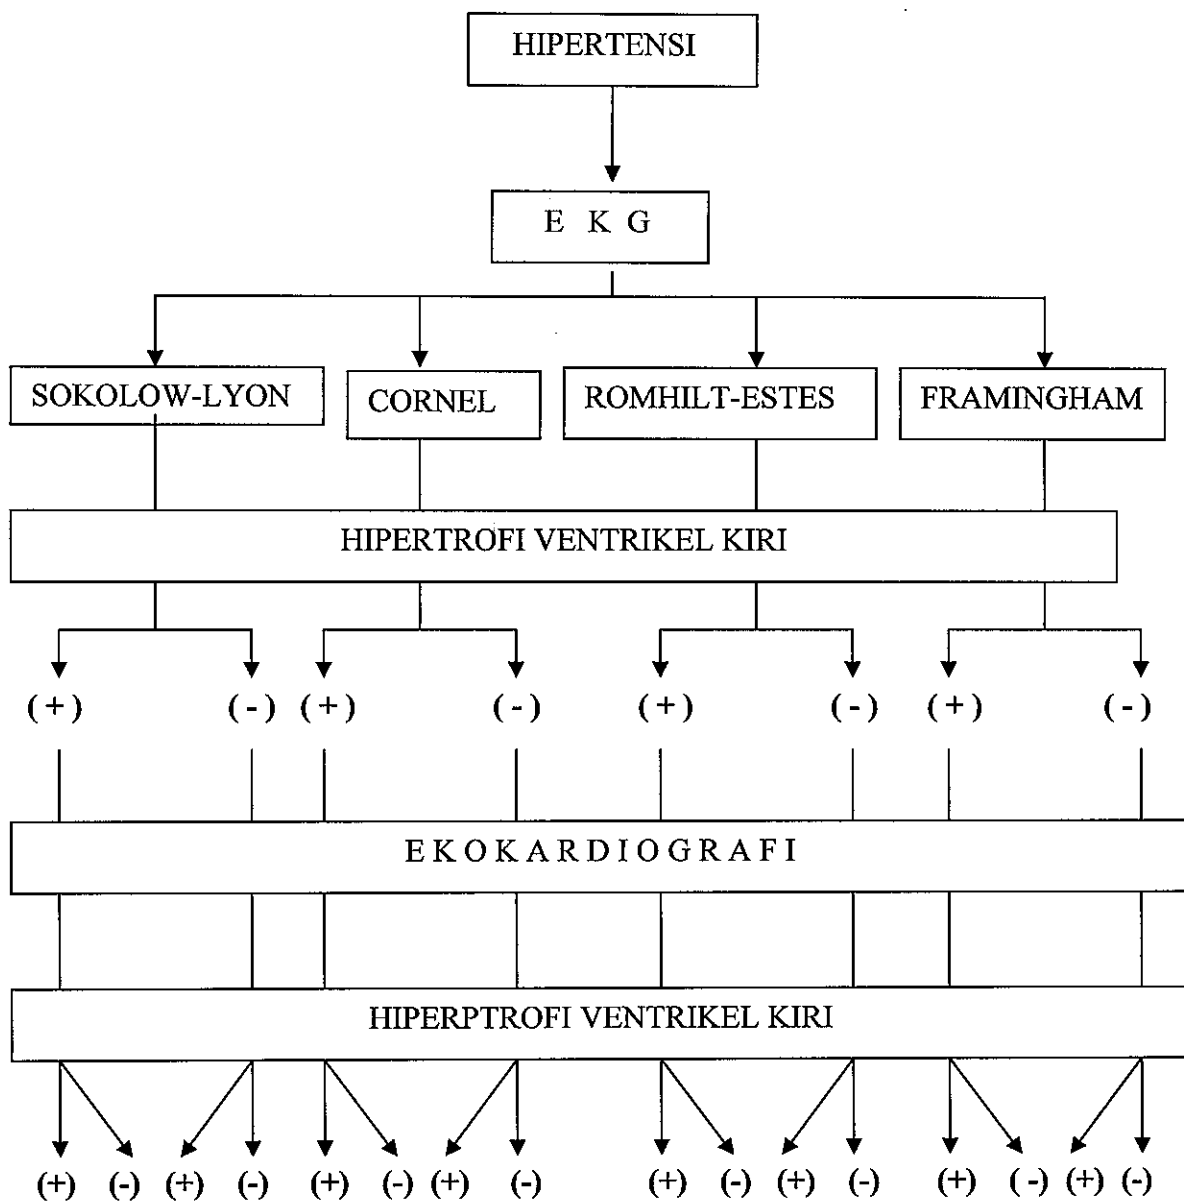 HIPERTENSI
E K G
SOKOLOW-LYON CORNEL ROMHILT-ESTES FRAMINGHAM
HIPERTROFI VENTRIKEL KIRI
(+) (-) (+) (-) (+) (-) (+) (-)
E K O K A R D I O G R A F I
HIPERPTROFI VENTRIKEL KIRI
(+) (-) (+) (-) (+) (-) (+) (-) (+) (-) (+) (-) (+) (-) (+) (-)